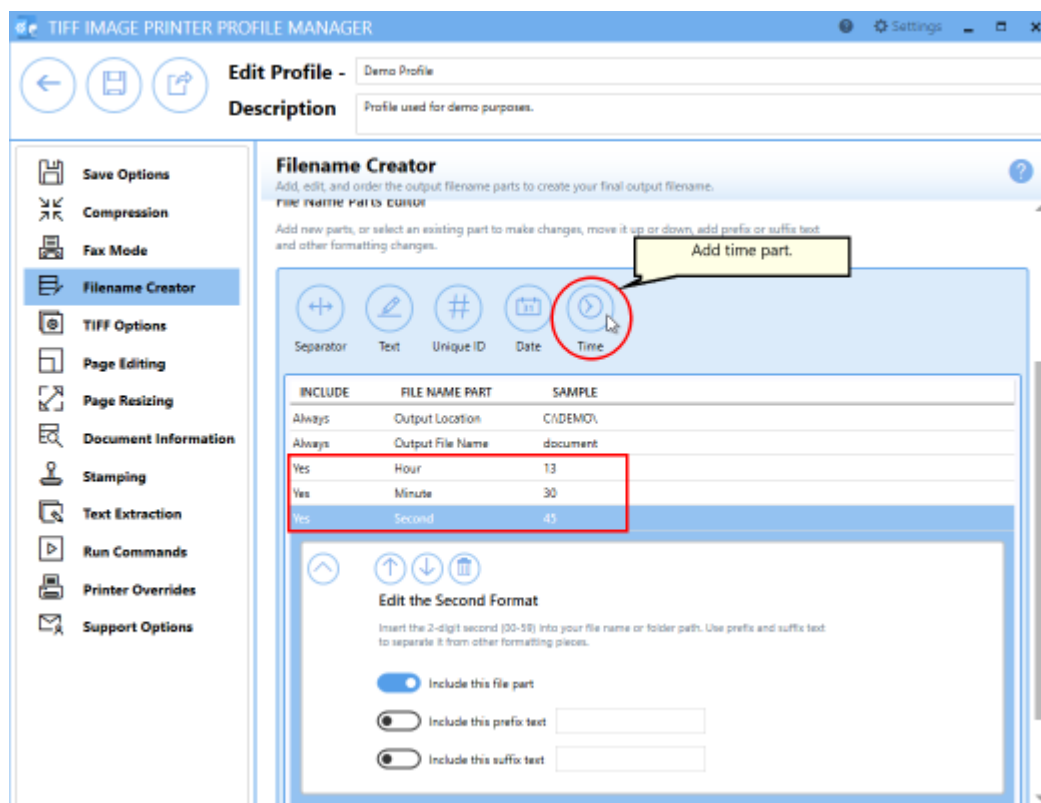 TIFF IMAGE PRINTER PROFILE MANAGER
Settings
Edit Profile - Demo Profile
Description Profile used for demo purposes.
Save Options
Compression
Fax Mode
Filename Creator
TIFF Options
Page Editing
Page Resizing
Document Information
Stamping
Text Extraction
Run Commands
Printer Overrides
Support Options
Filename Creator
Add, edit, and order the output filename parts to create your final output filename.
File Name Parts Editor
Add new parts, or select an existing part to make changes, move it up or down, add prefix or suffix text
and other formatting changes.
Add time part.
Separator Text Unique ID Date Time
INCLUDE FILE NAME PART SAMPLE
Always Output Location C:\DEMO\
Always Output File Name document
Yes Hour 13
Yes Minute 30
Yes Second 45
Edit the Second Format
Insert the 2-digit second (00-59) into your file name or folder path. Use prefix and suffix text
to separate it from other formatting pieces.
Include this file part
Include this prefix text
Include this suffix text